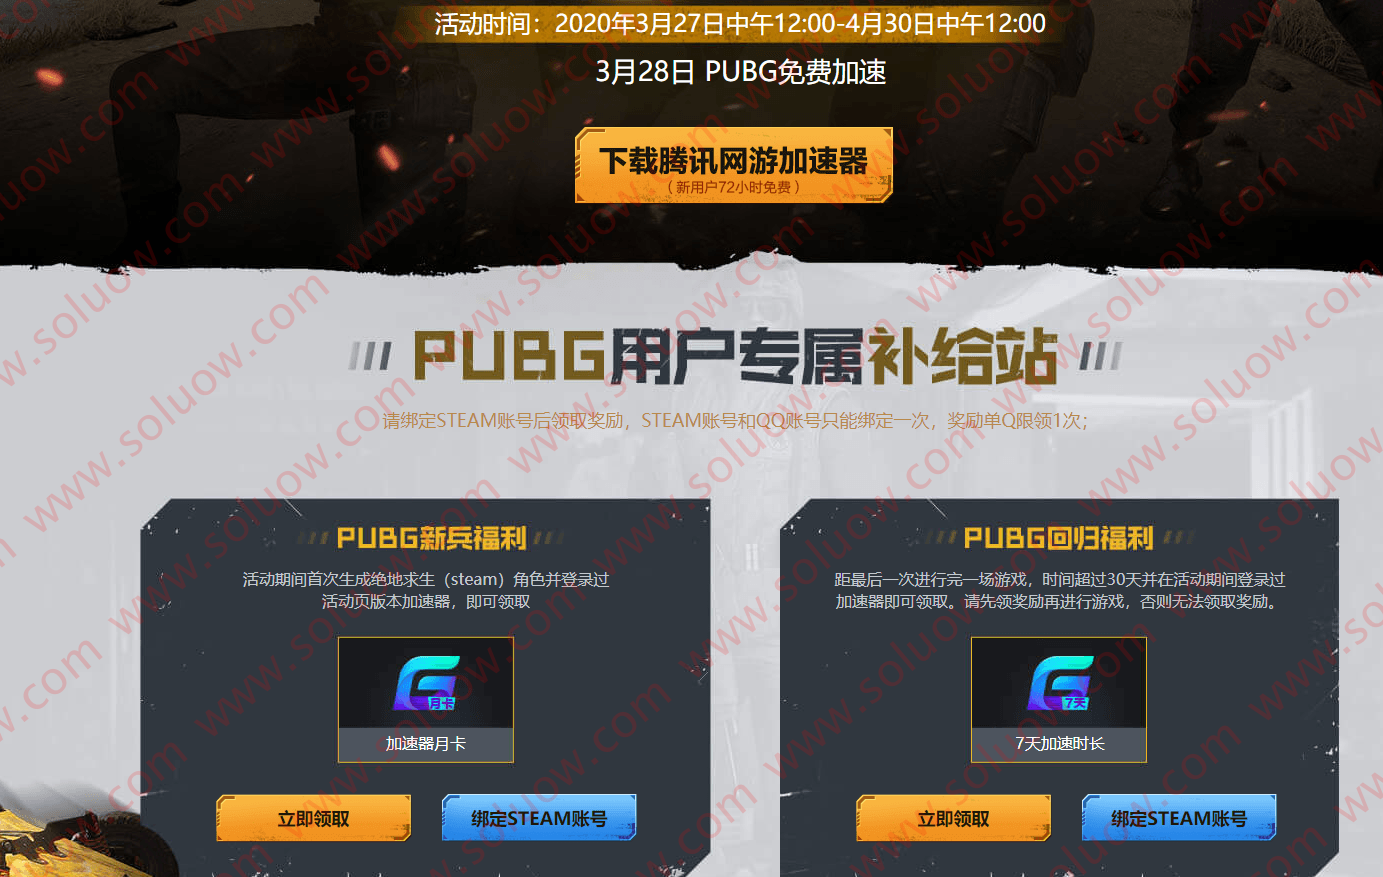 活动时间：2020年3月27日中午12:00-4月30日中午12:00
3月28日 PUBG免费加速
下载腾讯网游加速器
（新用户72小时免费）
PUBG用户专属补给站
请绑定STEAM账号后领取奖励，STEAM账号和QQ账号只能绑定一次，奖励单Q限领1次；
PUBG新兵福利
活动期间首次生成绝地求生（steam）角色并登录过
活动页版本加速器，即可领取
月卡
加速器月卡
立即领取
绑定STEAM账号
PUBG回归福利
距最后一次进行完一场游戏，时间超过30天并在活动期间登录过
加速器即可领取。请先领奖励再进行游戏，否则无法领取奖励。
7天
7天加速时长
立即领取
绑定STEAM账号
www.soluow.com